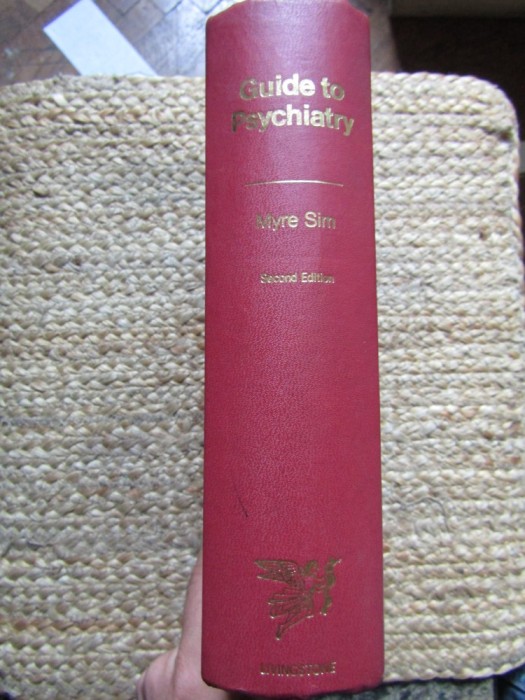 Guide to
Psychiatry
Myre Sim
Second Edition
LIVINGSTONE